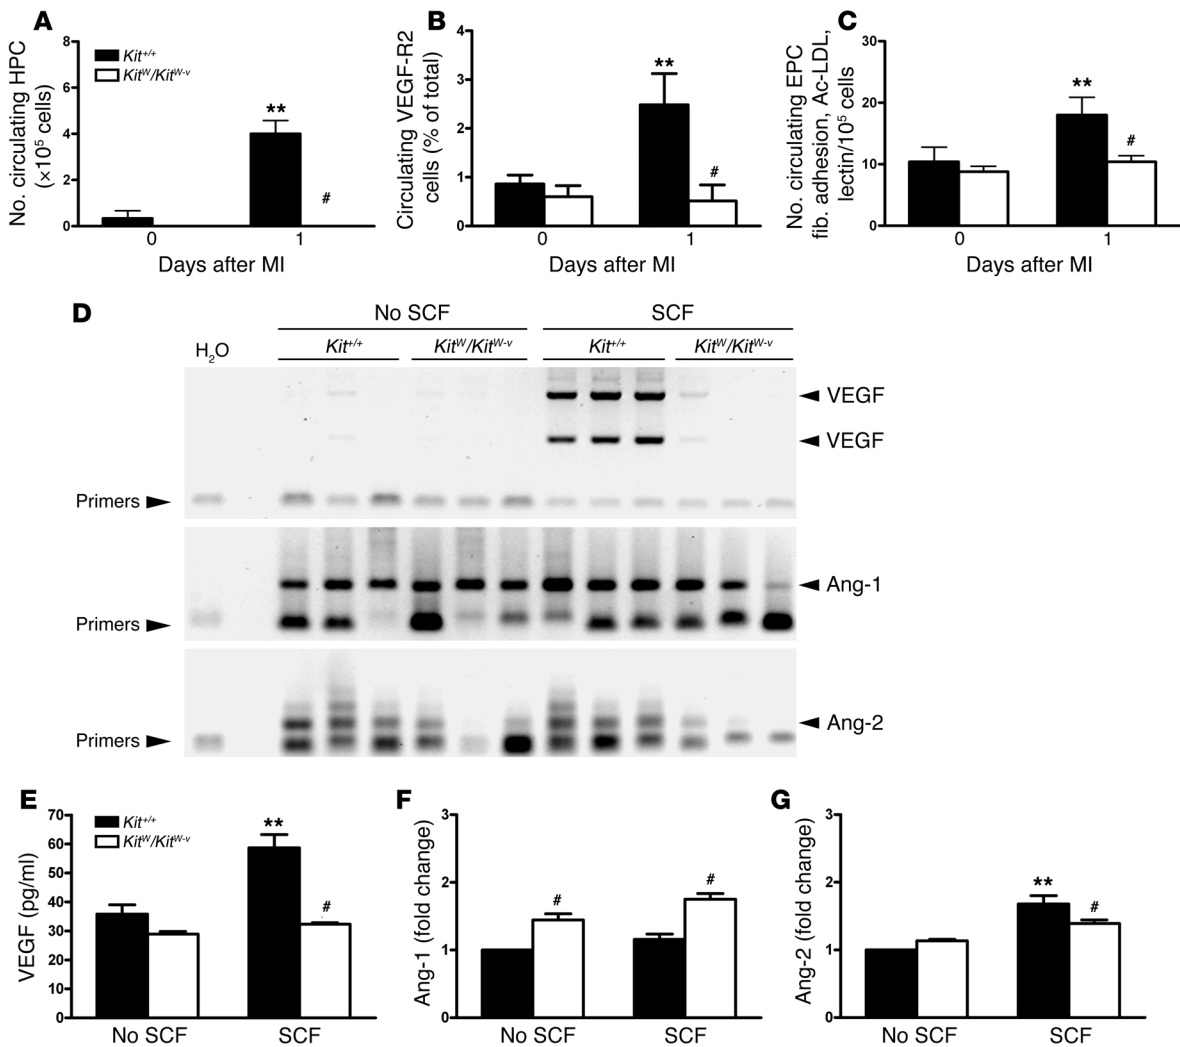 A
No. circulating HPC
(×10⁵ cells)
8
6
4
2
0
Kit+/+
KitW/KitW-v
**
#
0
1
Days after MI
B
Circulating VEGF-R2
cells (% of total)
4
3
2
1
0
**
#
0
1
Days after MI
C
No. circulating EPC
fib. adhesion, Ac-LDL,
lectin/10⁵ cells
30
20
10
0
**
#
0
1
Days after MI
D
No SCF
SCF
H₂O
Kit+/+
KitW/KitW-v
Kit+/+
KitW/KitW-v
VEGF
VEGF
Primers
Ang-1
Primers
Ang-2
Primers
E
VEGF (pg/ml)
70
60
50
40
30
20
10
0
Kit+/+
KitW/KitW-v
**
#
No SCF
SCF
F
Ang-1 (fold change)
3
2
1
0
#
#
No SCF
SCF
G
Ang-2 (fold change)
3
2
1
0
**
#
No SCF
SCF